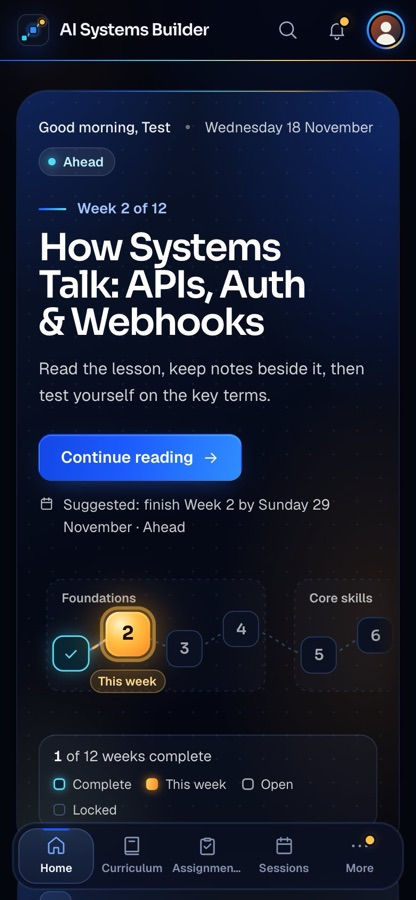 AI Systems Builder
Good morning, Test • Wednesday 18 November
Ahead
Week 2 of 12
How Systems
Talk: APIs, Auth
& Webhooks
Read the lesson, keep notes beside it, then
test yourself on the key terms.
Continue reading →
Suggested: finish Week 2 by Sunday 29
November · Ahead
Foundations
Core skills
2
3
4
5
6
This week
1 of 12 weeks complete
Complete
This week
Open
Locked
Home
Curriculum
Assignmen...
Sessions
More